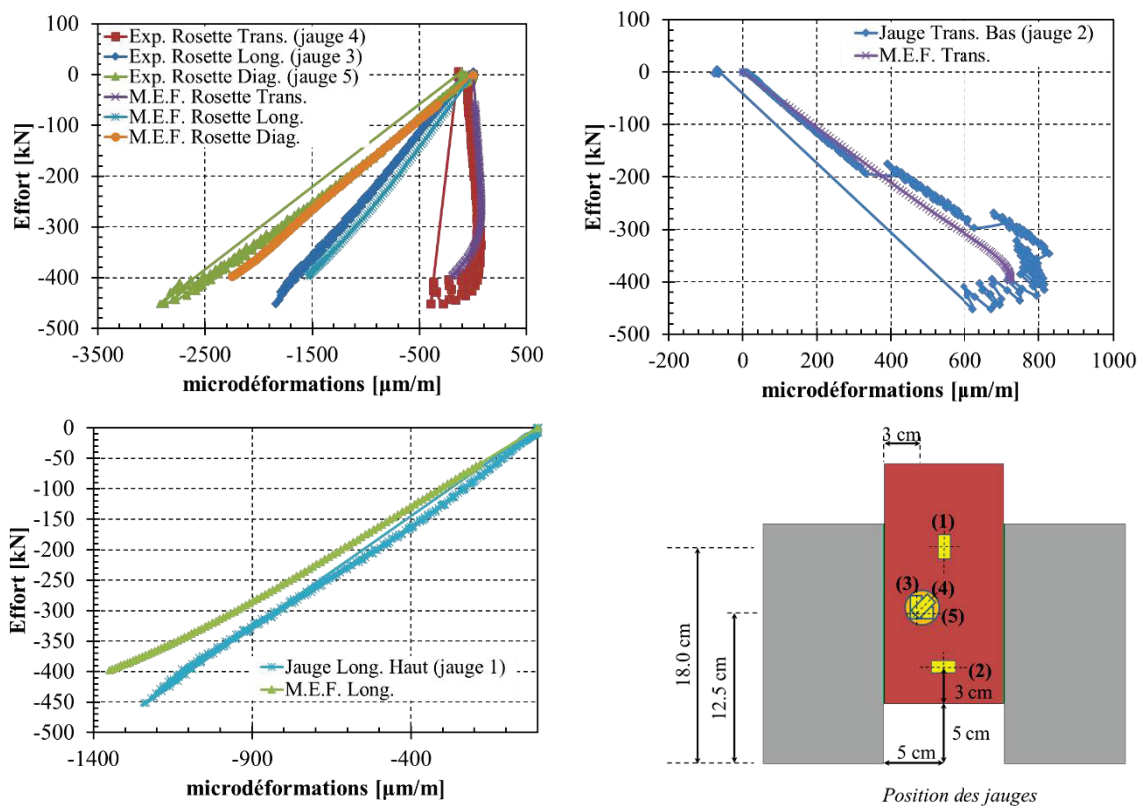 100
0
-100
-200
-300
-400
-500
Effort [kN]
-3500
-2500
-1500
-500
500
microdéformations [µm/m]
Exp. Rosette Trans. (jauge 4)
Exp. Rosette Long. (jauge 3)
Exp. Rosette Diag. (jauge 5)
M.E.F. Rosette Trans.
M.E.F. Rosette Long.
M.E.F. Rosette Diag.
100
0
-100
-200
-300
-400
-500
Effort [kN]
-200
0
200
400
600
800
1000
microdéformations [µm/m]
Jauge Trans. Bas (jauge 2)
M.E.F. Trans.
0
-50
-100
-150
-200
-250
-300
-350
-400
-450
-500
Effort [kN]
-1400
-900
-400
microdéformations [µm/m]
Jauge Long. Haut (jauge 1)
M.E.F. Long.
3 cm
(1)
(3)
(4)
(5)
(2)
18.0 cm
12.5 cm
3 cm
5 cm
5 cm
Position des jauges